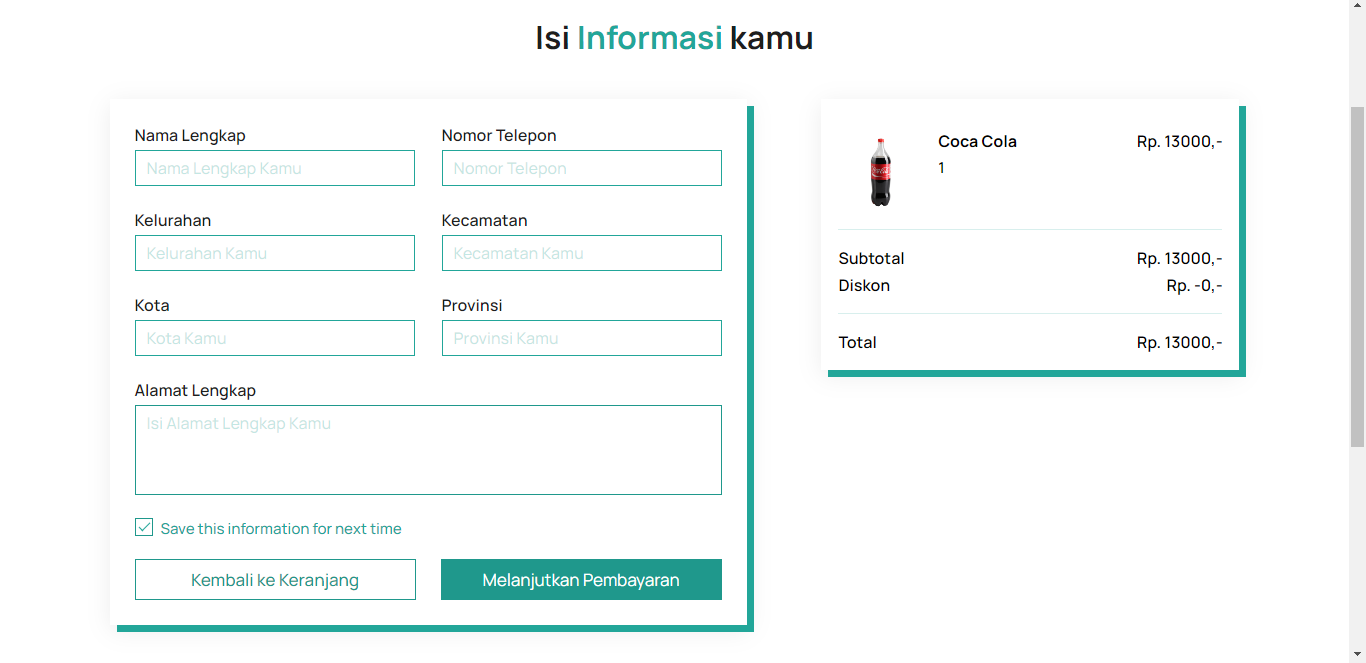 Isi Informasi kamu
Nama Lengkap
Nama Lengkap Kamu
Nomor Telepon
Nomor Telepon
Kelurahan
Kelurahan Kamu
Kecamatan
Kecamatan Kamu
Kota
Kota Kamu
Provinsi
Provinsi Kamu
Alamat Lengkap
Isi Alamat Lengkap Kamu
Save this information for next time
Kembali ke Keranjang
Melanjutkan Pembayaran
Coca Cola Rp. 13000,-
1
Subtotal Rp. 13000,-
Diskon Rp. -0,-
Total Rp. 13000,-